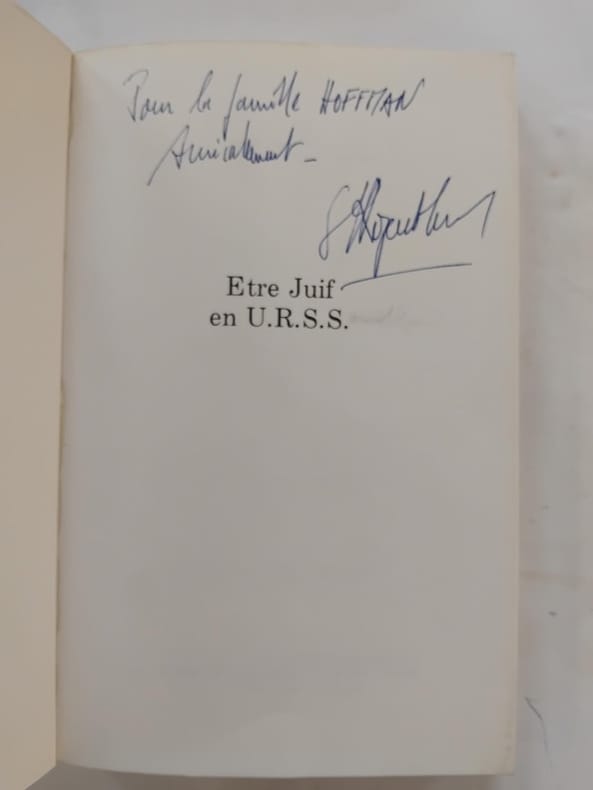 Pour la famille HOFFMAN
Amicalement –
Etre Juif
en U.R.S.S.